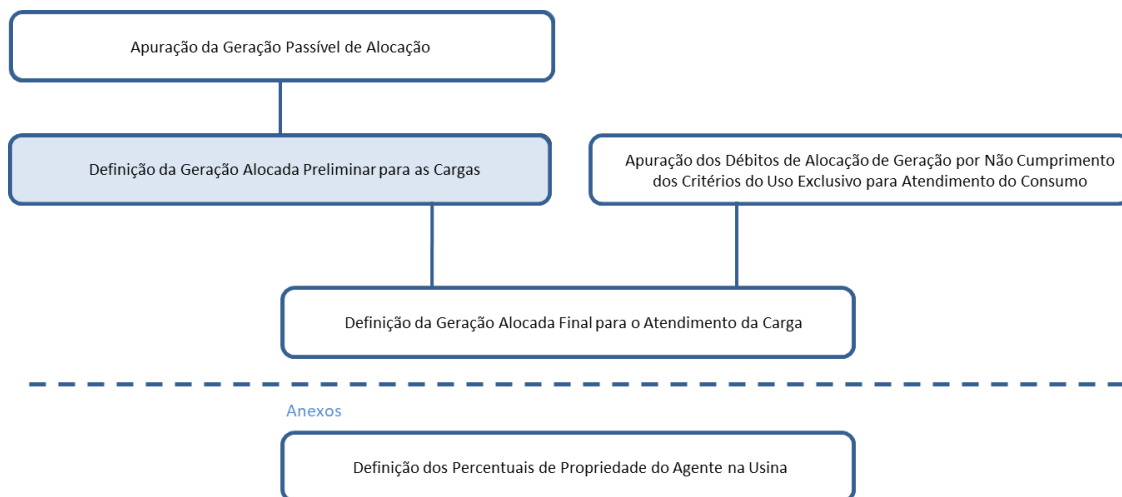 Apuração da Geração Passível de Alocação
Definição da Geração Alocada Preliminar para as Cargas
Apuração dos Débitos de Alocação de Geração por Não Cumprimento
dos Critérios do Uso Exclusivo para Atendimento do Consumo
Definição da Geração Alocada Final para o Atendimento da Carga
Anexos
Definição dos Percentuais de Propriedade do Agente na Usina